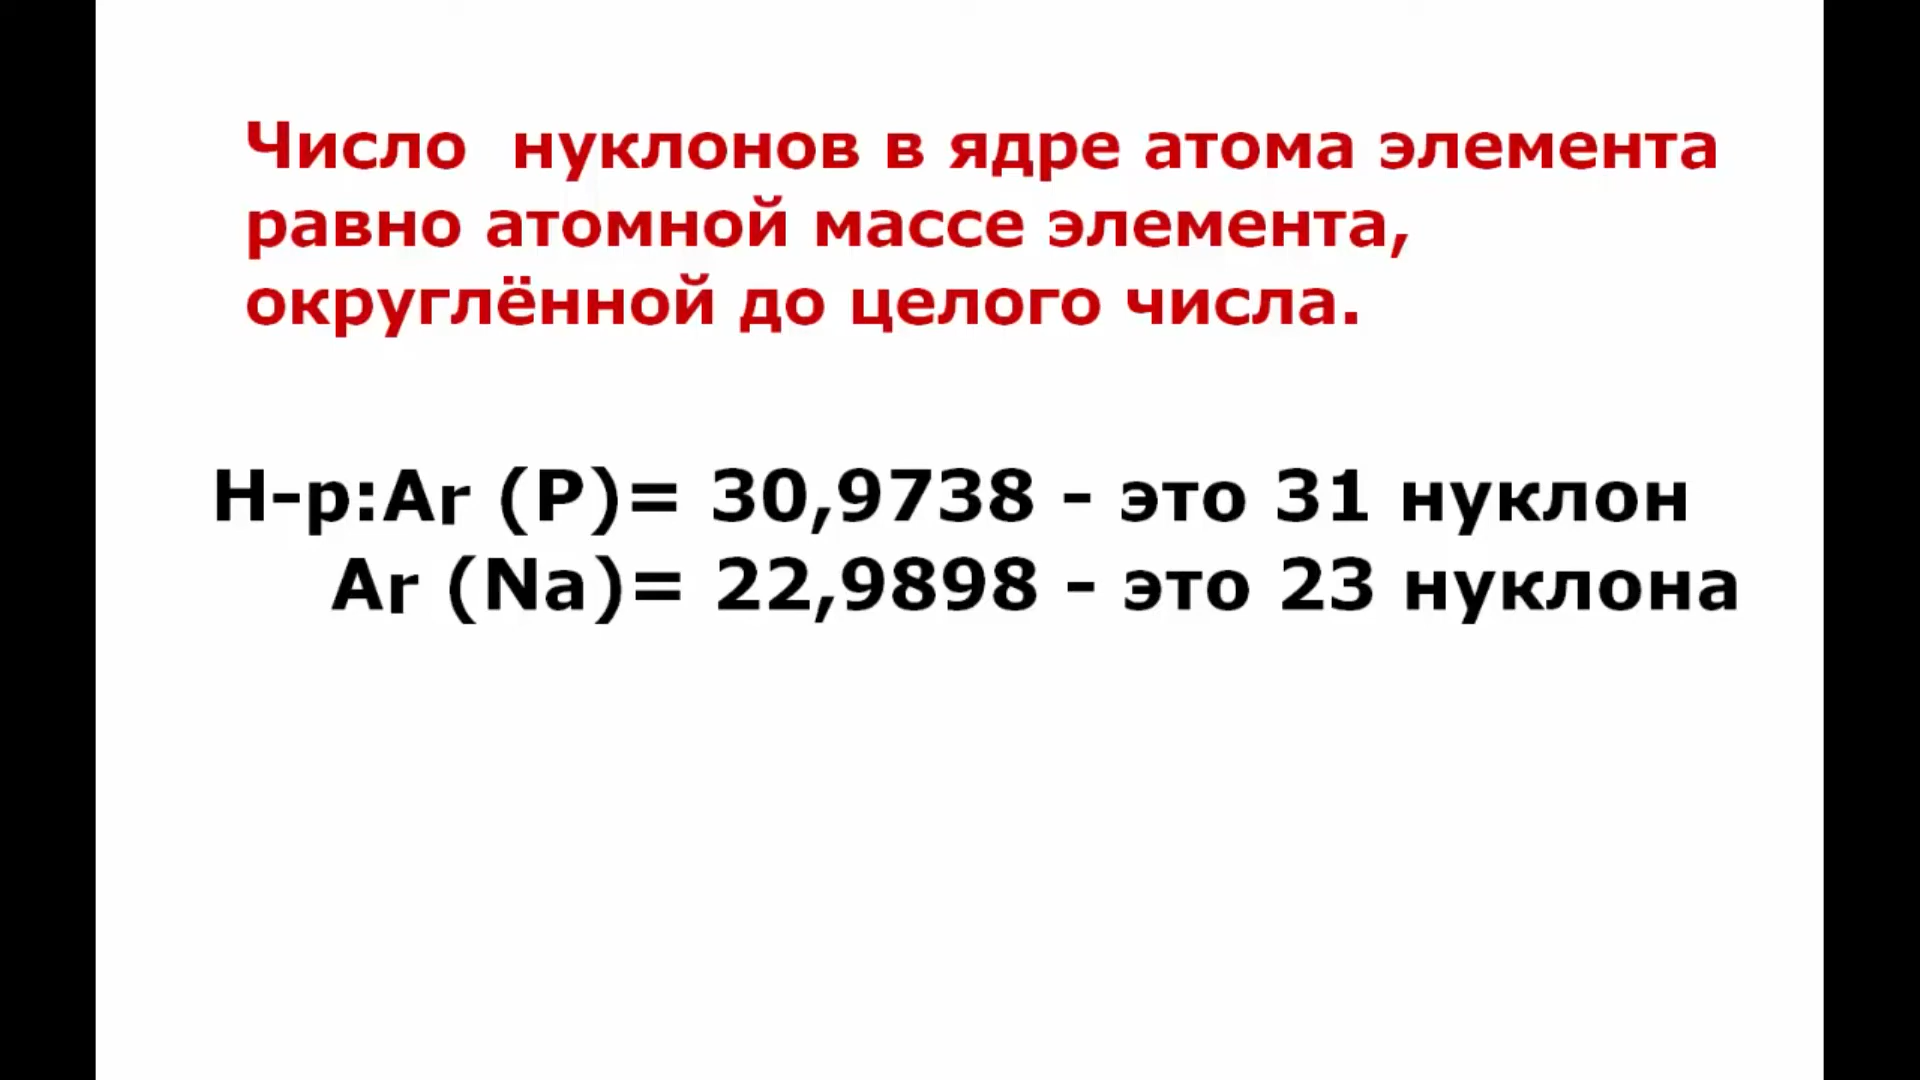 Число нуклонов в ядре атома элемента
равно атомной массе элемента,
округлённой до целого числа.
Н-р:Ar (P)= 30,9738 - это 31 нуклон
Ar (Na)= 22,9898 - это 23 нуклона